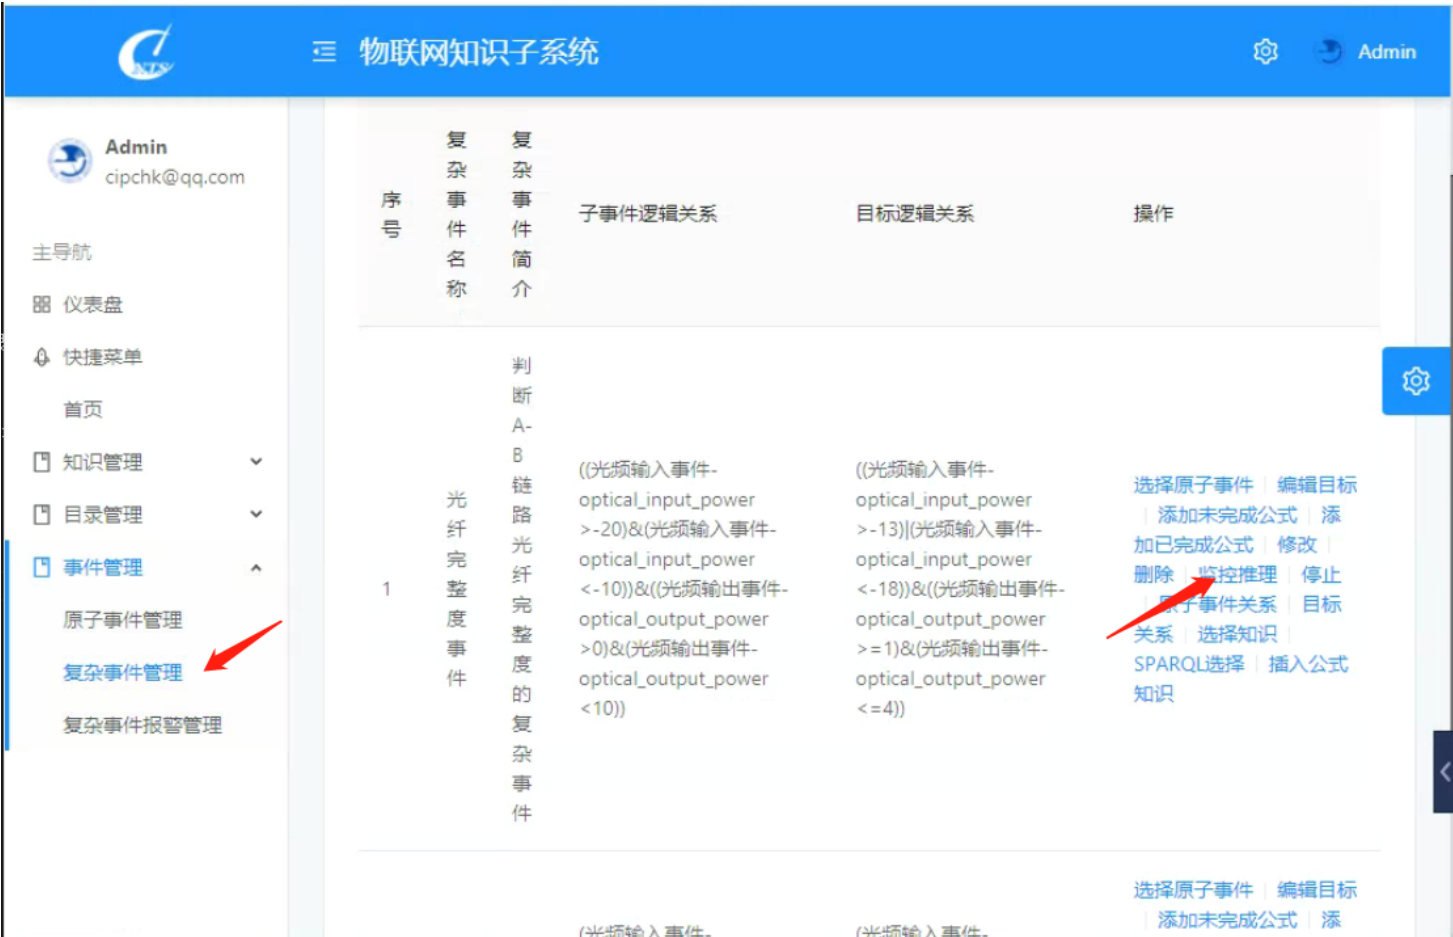 NTS
物联网知识子系统
Admin
Admin
cipchk@qq.com
主导航
仪表盘
快捷菜单
首页
知识管理
目录管理
事件管理
原子事件管理
复杂事件管理
复杂事件报警管理
序号
复杂事件名称
复杂事件简介
子事件逻辑关系
目标逻辑关系
操作
1
光纤完整度事件
判断A-B链路光纤完整度的复杂事件
((光频输入事件-
optical_input_power
>-20)&(光频输入事件-
optical_input_power
<-10))&((光频输出事件-
optical_output_power
>0)&(光频输出事件-
optical_output_power
<10))
((光频输入事件-
optical_input_power
>-13)|(光频输入事件-
optical_input_power
<-18))&((光频输出事件-
optical_output_power
>=1)&(光频输出事件-
optical_output_power
<=4))
选择原子事件 编辑目标
添加未完成公式 添
加已完成公式 修改
删除 监控推理 停止
原子事件关系 目标
关系 选择知识
SPARQL选择 插入公式
知识
(光频输入事件-
(光频输入事件-
选择原子事件 编辑目标
添加未完成公式 添